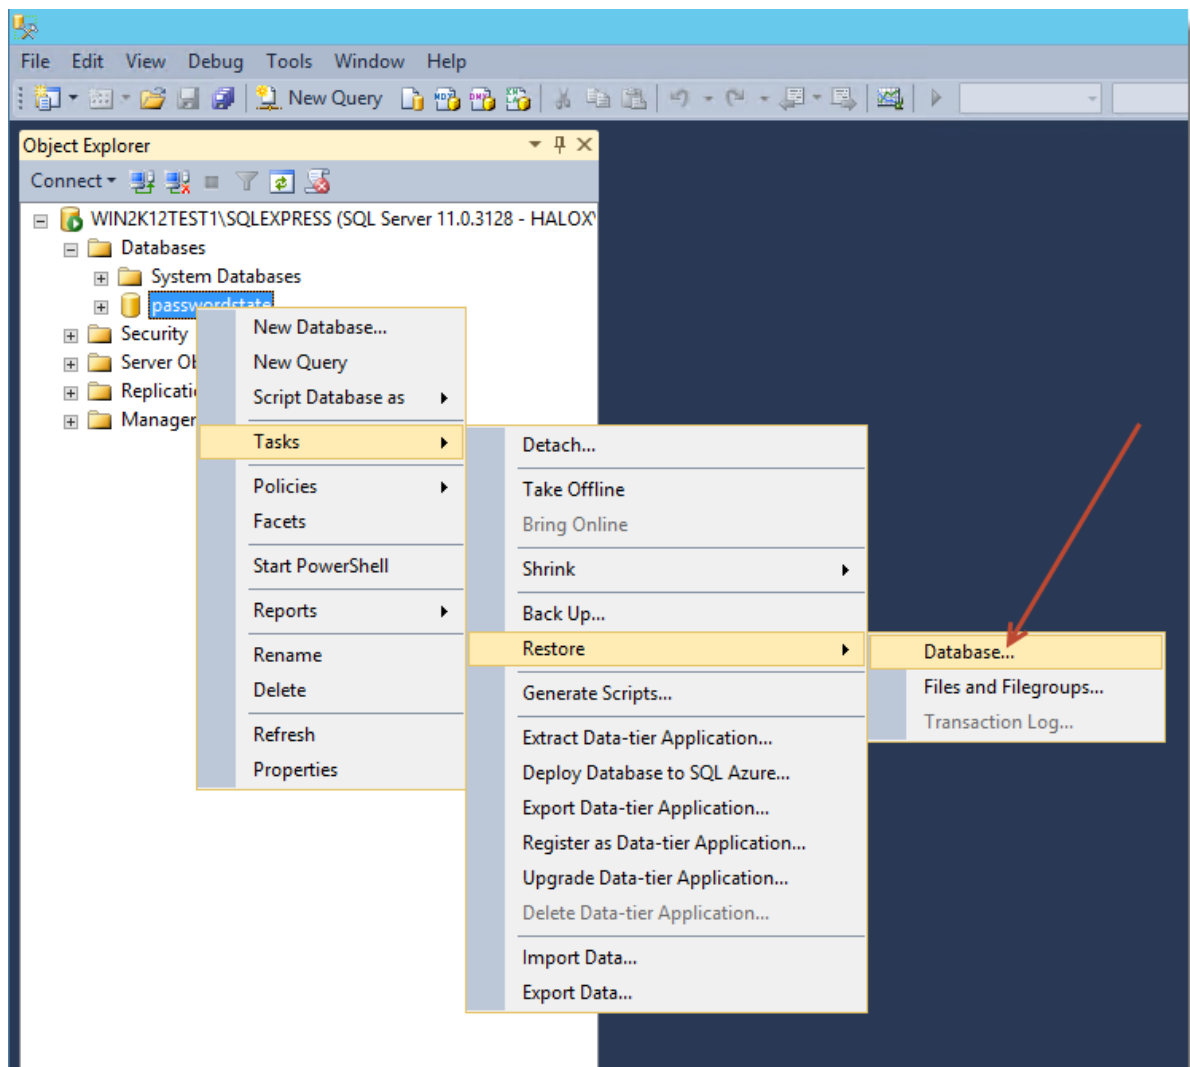 File Edit View Debug Tools Window Help
New Query
Object Explorer
Connect
WIN2K12TEST1\SQLEXPRESS (SQL Server 11.0.3128 - HALOX\
Databases
System Databases
passwordstate
Security
Server Ob
Replicati
Manager
New Database...
New Query
Script Database as
Tasks
Policies
Facets
Start PowerShell
Reports
Rename
Delete
Refresh
Properties
Detach...
Take Offline
Bring Online
Shrink
Back Up...
Restore
Generate Scripts...
Extract Data-tier Application...
Deploy Database to SQL Azure...
Export Data-tier Application...
Register as Data-tier Application...
Upgrade Data-tier Application...
Delete Data-tier Application...
Import Data...
Export Data...
Database...
Files and Filegroups...
Transaction Log...